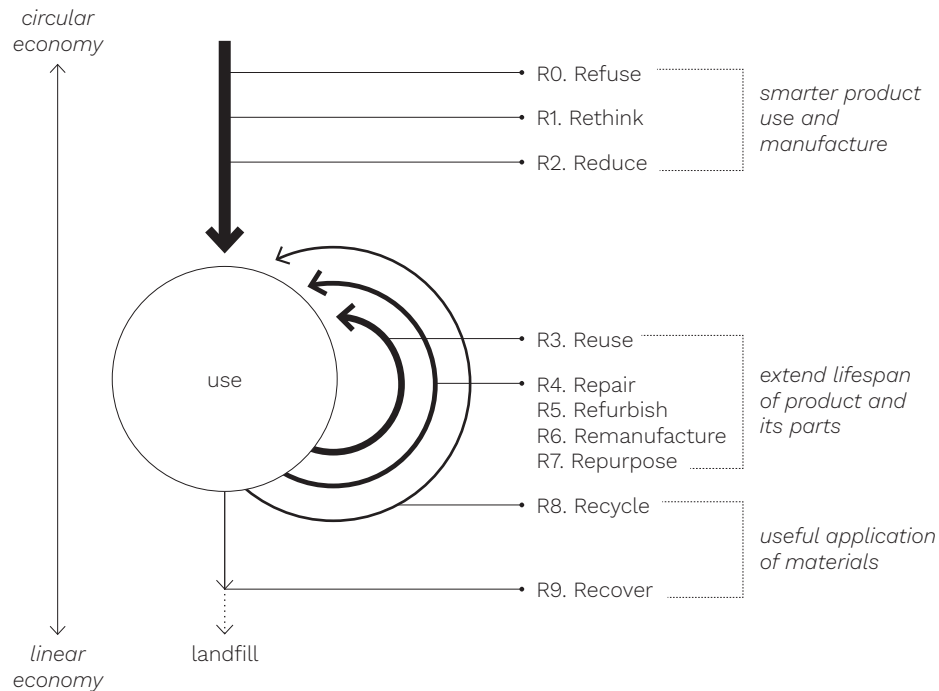 circular
economy
R0. Refuse
R1. Rethink
R2. Reduce
smarter product
use and
manufacture
use
R3. Reuse
R4. Repair
R5. Refurbish
R6. Remanufacture
R7. Repurpose
extend lifespan
of product and
its parts
R8. Recycle
R9. Recover
useful application
of materials
linear
economy
landfill